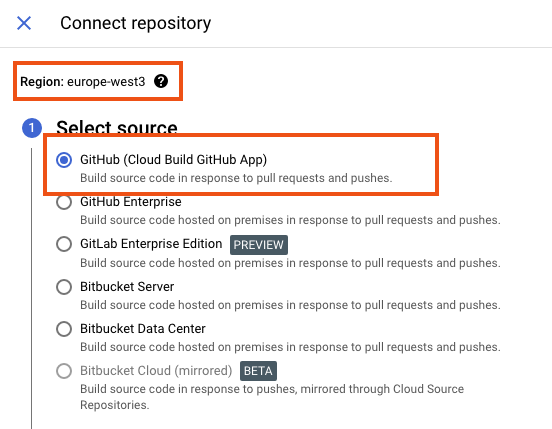 Connect repository
Region: europe-west3 ?
1 Select source
GitHub (Cloud Build GitHub App)
Build source code in response to pull requests and pushes.
GitHub Enterprise
Build source code hosted on premises in response to pull requests and pushes.
GitLab Enterprise Edition PREVIEW
Build source code hosted on premises in response to pull requests and pushes.
Bitbucket Server
Build source code hosted on premises in response to pull requests and pushes.
Bitbucket Data Center
Build source code hosted on premises in response to pull requests and pushes.
Bitbucket Cloud (mirrored) BETA
Build source code in response to pushes, mirrored through Cloud Source
Repositories.